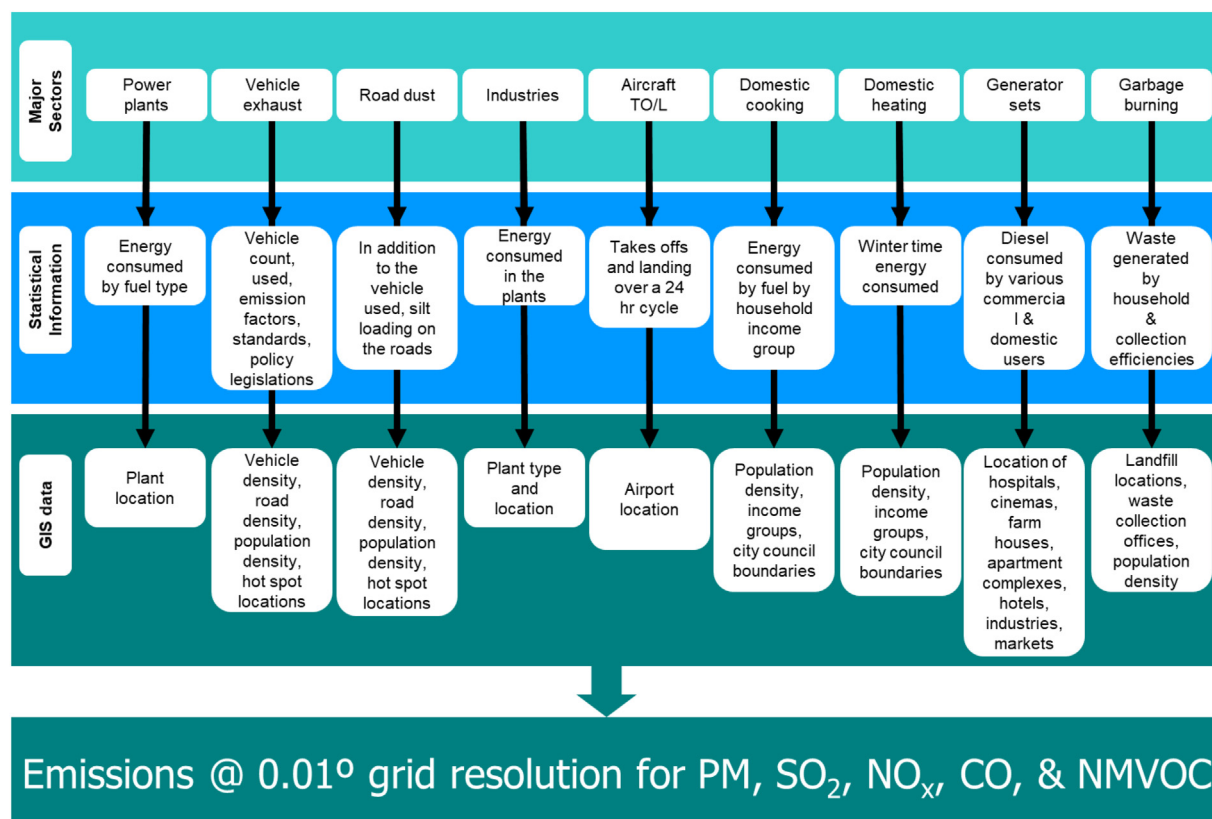 Major
Sectors
Power
plants
Vehicle
exhaust
Road dust
Industries
Aircraft
TO/L
Domestic
cooking
Domestic
heating
Generator
sets
Garbage
burning
Statistical
Information
Energy
consumed
by fuel type
Vehicle
count,
used,
emission
factors,
standards,
policy
legislations
In addition
to the
vehicle
used, silt
loading on
the roads
Energy
consumed
in the
plants
Takes offs
and landing
over a 24
hr cycle
Energy
consumed
by fuel by
household
income
group
Winter time
energy
consumed
Diesel
consumed
by various
commercia
l &
domestic
users
Waste
generated
by
household
&
collection
efficiencies
GIS data
Plant
location
Vehicle
density,
road
density,
population
density,
hot spot
locations
Vehicle
density,
road
density,
population
density,
hot spot
locations
Plant type
and
location
Airport
location
Population
density,
income
groups,
city council
boundaries
Population
density,
income
groups,
city council
boundaries
Location of
hospitals,
cinemas,
farm
houses,
apartment
complexes,
hotels,
industries,
markets
Landfill
locations,
waste
collection
offices,
population
density
Emissions @ 0.01º grid resolution for PM, SO₂, NOₓ, CO, & NMVOC